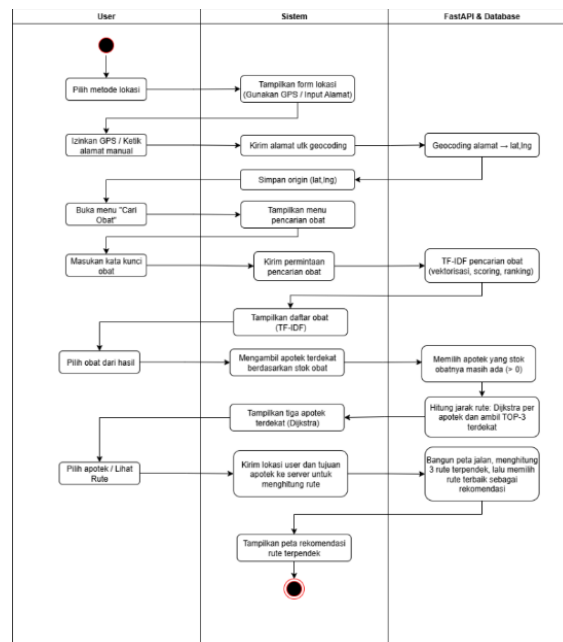 User
Sistem
FastAPI & Database
Pilih metode lokasi
Tampilkan form lokasi
(Gunakan GPS / Input Alamat)
Izinkan GPS / Ketik
alamat manual
Kirim alamat utk geocoding
Geocoding alamat → lat,lng
Simpan origin (lat,lng)
Buka menu "Cari
Obat"
Tampilkan menu
pencarian obat
Masukan kata kunci
obat
Kirim permintaan
pencarian obat
TF-IDF pencarian obat
(vektorisasi, scoring, ranking)
Tampilkan daftar obat
(TF-IDF)
Pilih obat dari hasil
Mengambil apotek terdekat
berdasarkan stok obat
Memilih apotek yang stok
obatnya masih ada (> 0)
Hitung jarak rute: Dijkstra per
apotek dan ambil TOP-3
terdekat
Tampilkan tiga apotek
terdekat (Dijkstra)
Pilih apotek / Lihat
Rute
Kirim lokasi user dan tujuan
apotek ke server untuk
menghitung rute
Bangun peta jalan, menghitung
3 rute terpendek, lalu memilih
rute terbaik sebagai
rekomendasi
Tampilkan peta rekomendasi
rute terpendek